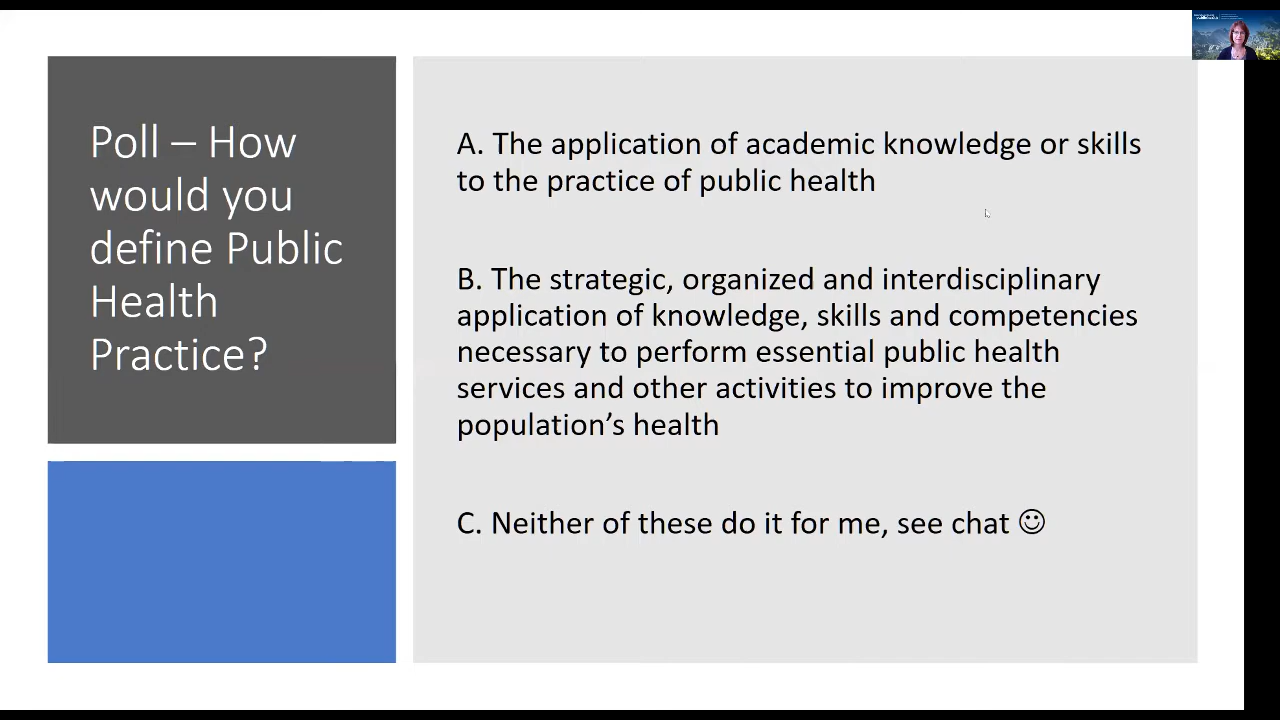 Poll – How
would you
define Public
Health
Practice?
A. The application of academic knowledge or skills
to the practice of public health
B. The strategic, organized and interdisciplinary
application of knowledge, skills and competencies
necessary to perform essential public health
services and other activities to improve the
population’s health
C. Neither of these do it for me, see chat ☺